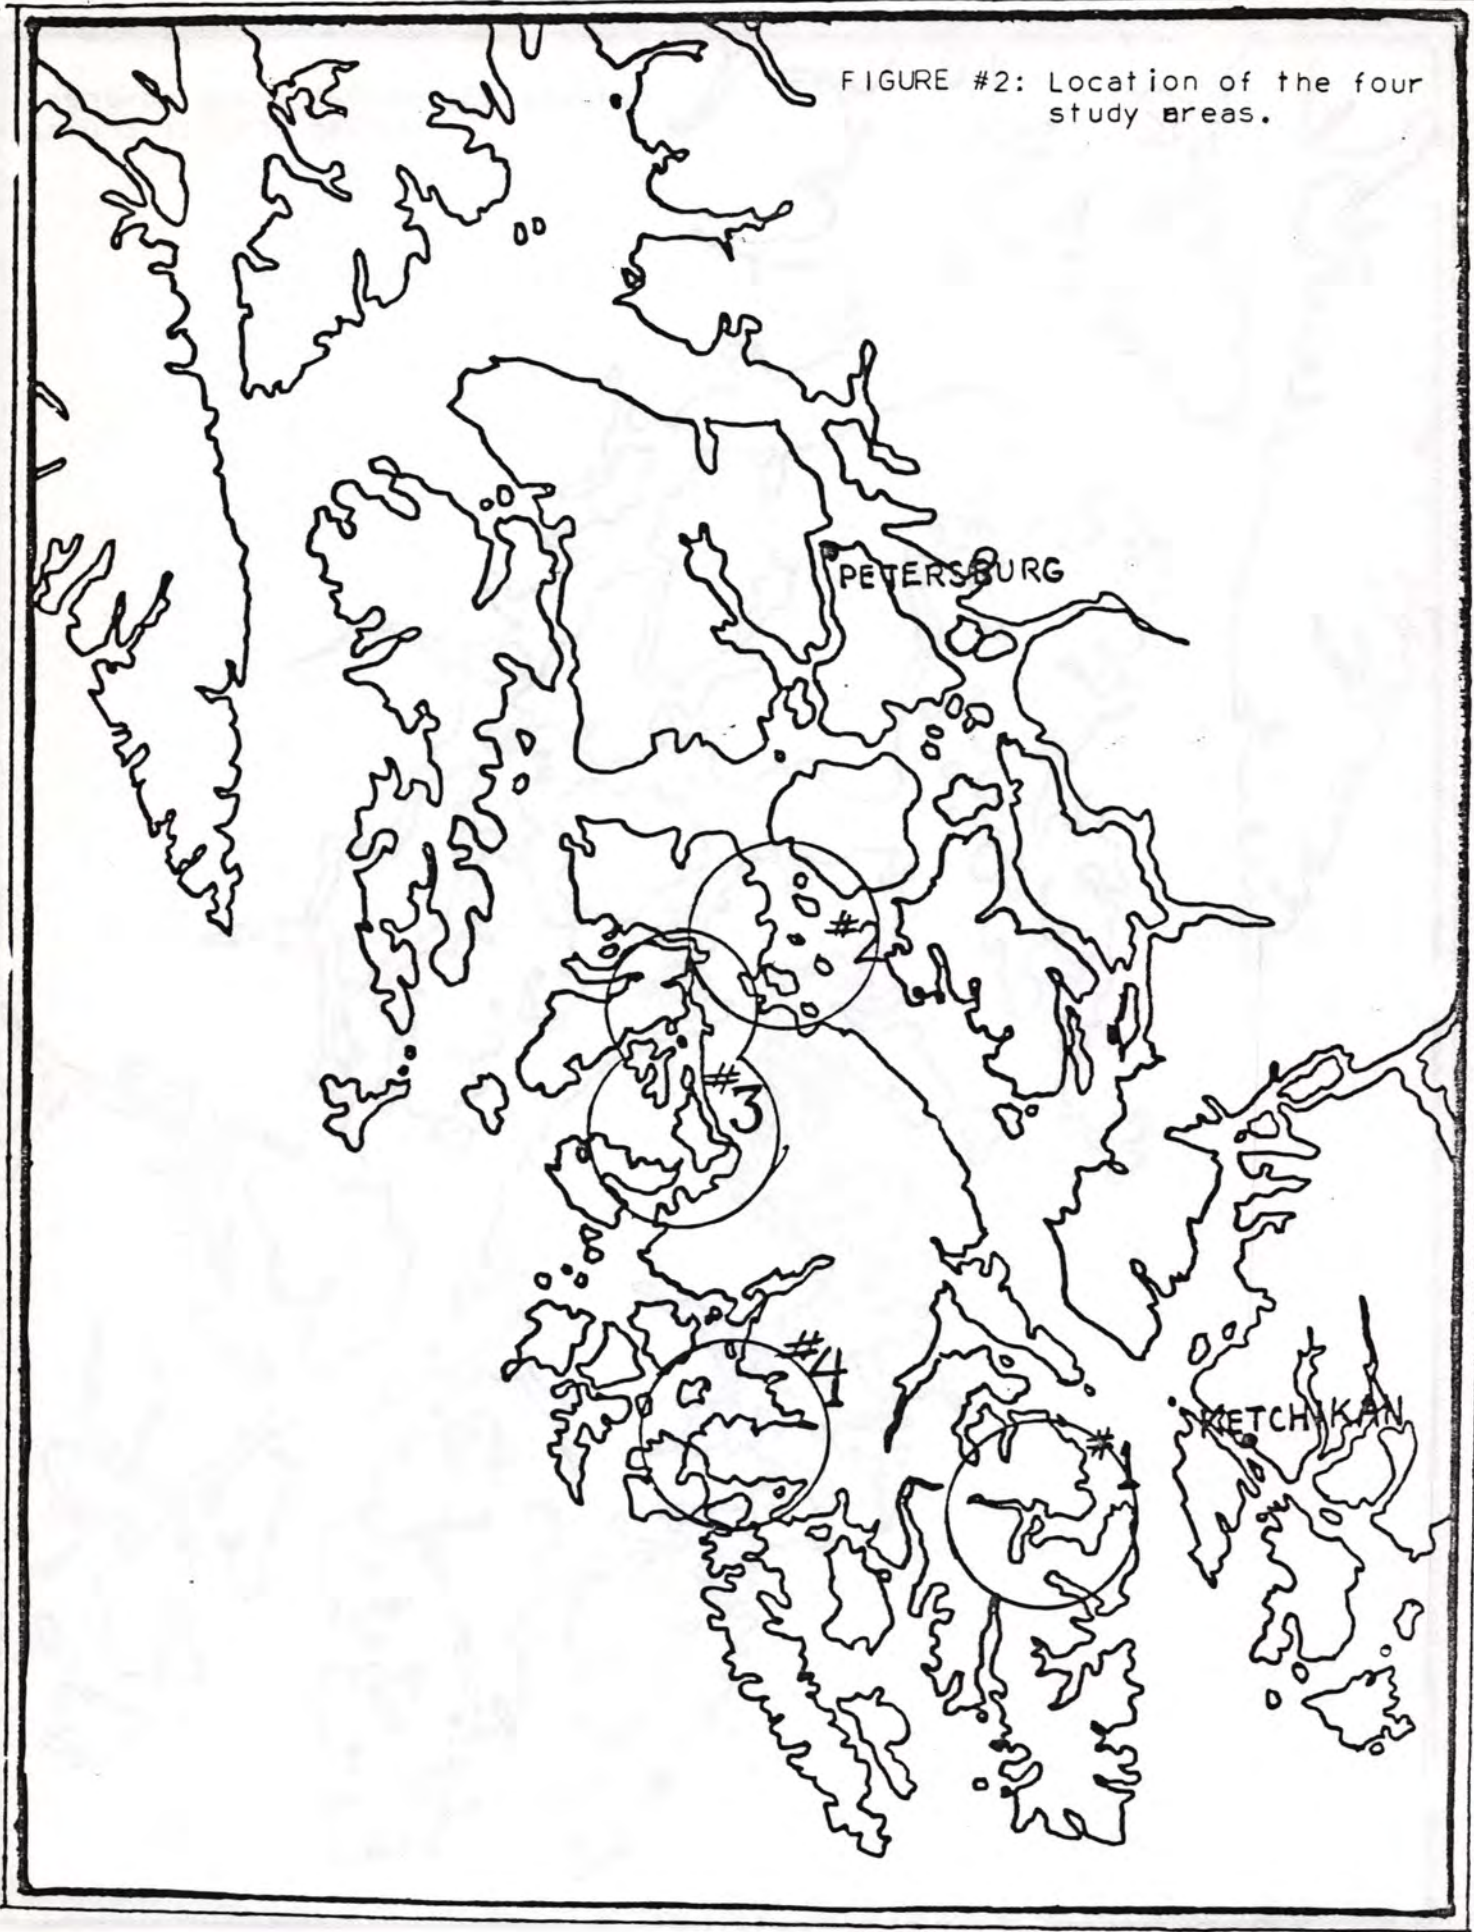 FIGURE #2: Location of the four
study areas.
PETERSBURG
#2
#3
#4
KETCHIKAN
#1